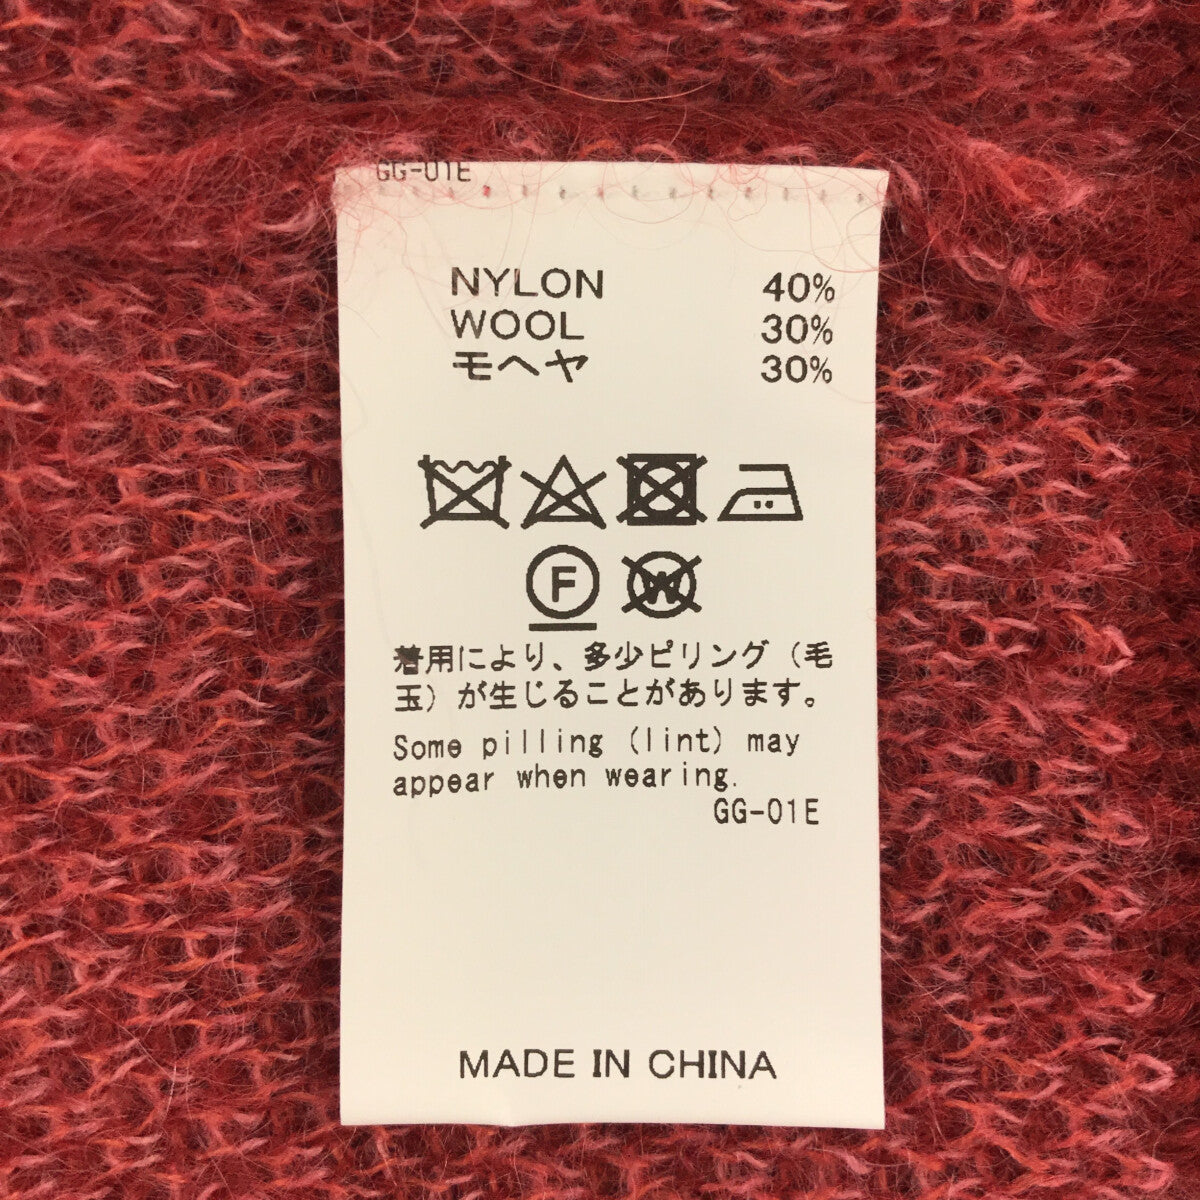 GG-01E
NYLON 40%
WOOL 30%
モヘヤ 30%
F W
着用により、多少ピリング（毛
玉）が生じることがあります。
Some pilling (lint) may
appear when wearing.
GG-01E
MADE IN CHINA